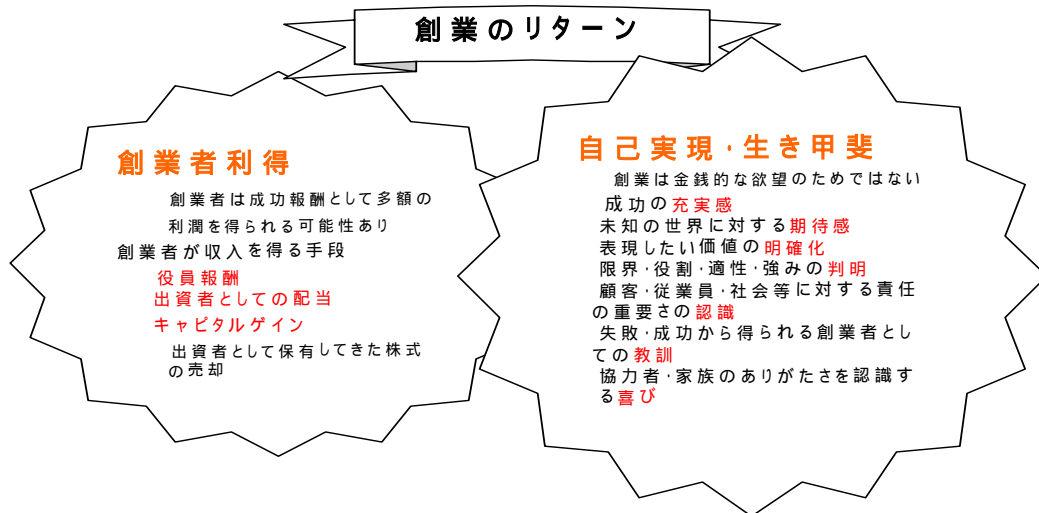 創業のリターン
創業者利得
創業者は成功報酬として多額の
利潤を得られる可能性あり
創業者が収入を得る手段
役員報酬
出資者としての配当
キャピタルゲイン
出資者として保有してきた株式
の売却
自己実現・生き甲斐
創業は金銭的な欲望のためではない
成功の充実感
未知の世界に対する期待感
表現したい価値の明確化
限界・役割・適性・強みの判明
顧客・従業員・社会等に対する責任
の重要さの認識
失敗・成功から得られる創業者とし
ての教訓
協力者・家族のありがたさを認識す
る喜び